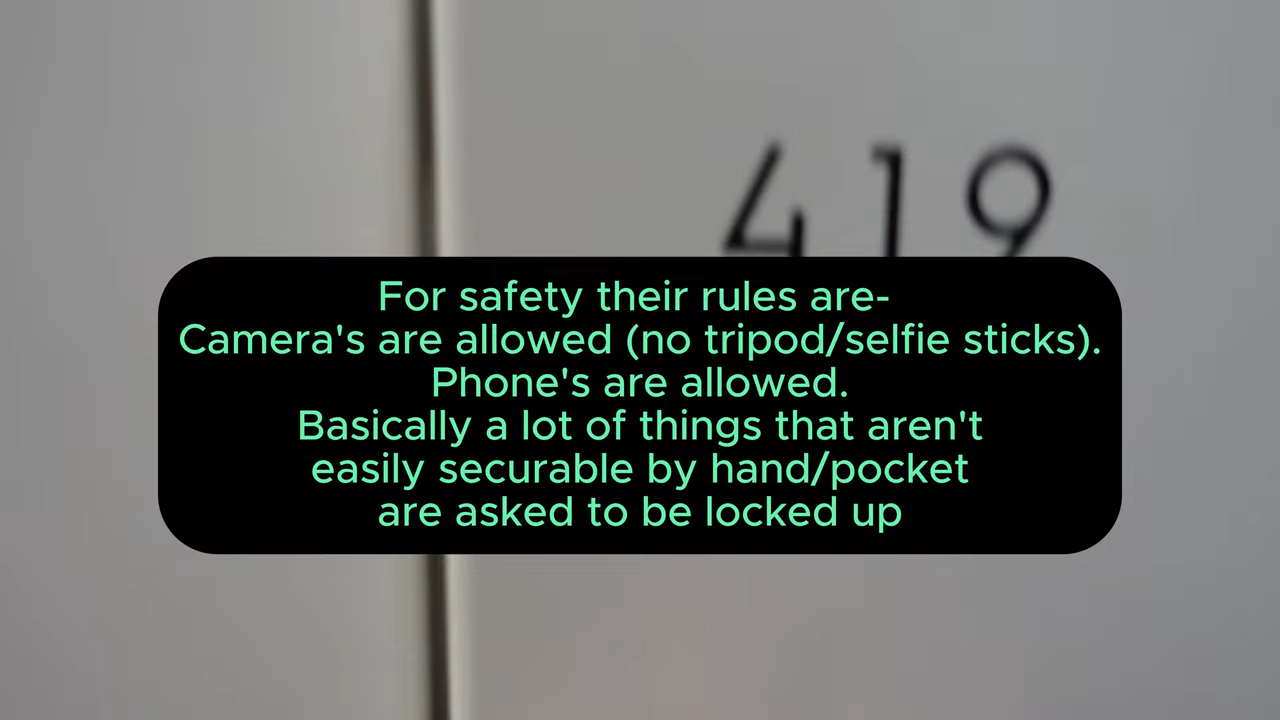 419
For safety their rules are-
Camera's are allowed (no tripod/selfie sticks).
Phone's are allowed.
Basically a lot of things that aren't
easily securable by hand/pocket
are asked to be locked up